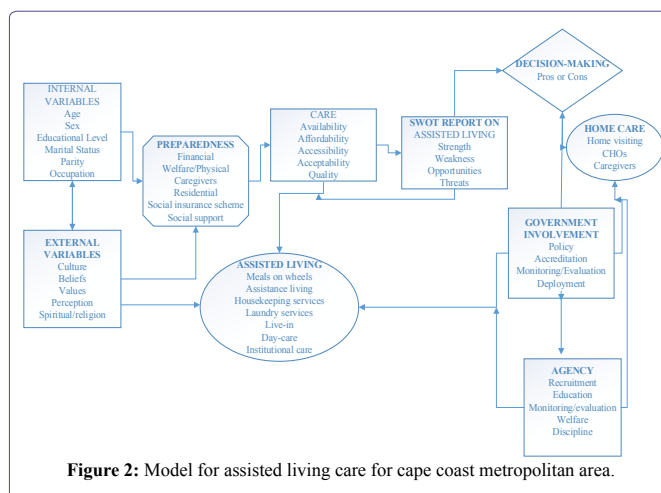 INTERNAL
VARIABLES
Age
Sex
Educational Level
Marital Status
Parity
Occupation
EXTERNAL
VARIABLES
Culture
Beliefs
Values
Perception
Spiritual/religion
PREPAREDNESS
Financial
Welfare/Physical
Caregivers
Residential
Social insurance scheme
Social support
CARE
Availability
Affordability
Accessibility
Acceptability
Quality
ASSISTED LIVING
Meals on wheels
Assistance living
Housekeeping services
Laundry services
Live-in
Day-care
Institutional care
SWOT REPORT ON
ASSISTED LIVING
Strength
Weakness
Opportunities
Threats
DECISION-MAKING
Pros or Cons
HOME CARE
Home visiting
CHOs
Caregivers
GOVERNMENT
INVOLVEMENT
Policy
Accreditation
Monitoring/Evaluation
Deployment
AGENCY
Recruitment
Education
Monitoring/evaluation
Welfare
Discipline
Figure 2: Model for assisted living care for cape coast metropolitan area.